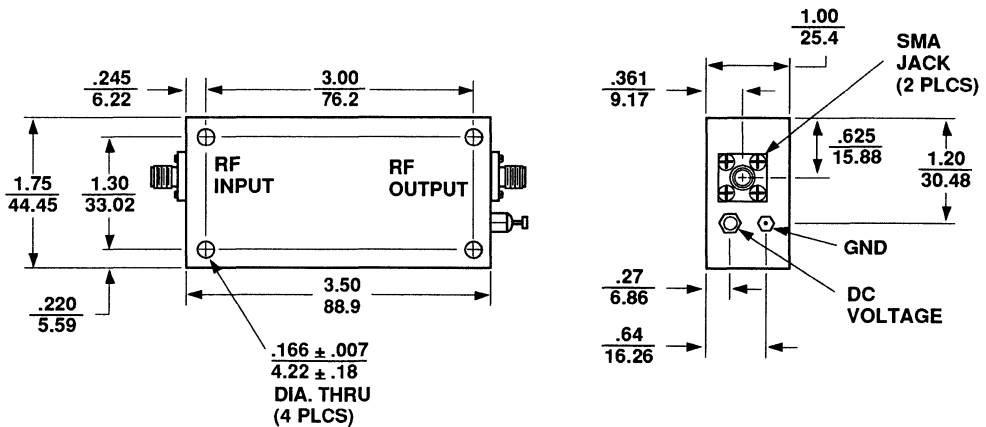 .245
6.22
3.00
76.2
1.75
44.45
1.30
33.02
RF
INPUT
RF
OUTPUT
.220
5.59
3.50
88.9
.166 ± .007
4.22 ± .18
DIA. THRU
(4 PLCS)
1.00
25.4
SMA
JACK
(2 PLCS)
.361
9.17
.625
15.88
1.20
30.48
GND
.27
6.86
DC
VOLTAGE
.64
16.26